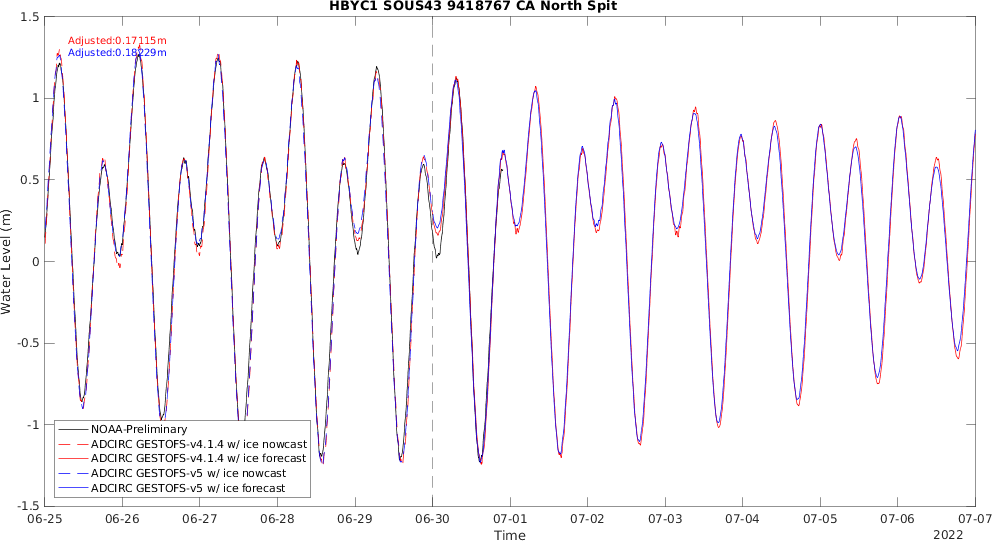 HBYC1 SOUS43 9418767 CA North Spit
1.5
Adjusted:0.17115m
Adjusted:0.18229m
1
0.5
0
-0.5
-1
-1.5
Water Level (m)
NOAA-Preliminary
ADCIRC GESTOFS-v4.1.4 w/ ice nowcast
ADCIRC GESTOFS-v4.1.4 w/ ice forecast
ADCIRC GESTOFS-v5 w/ ice nowcast
ADCIRC GESTOFS-v5 w/ ice forecast
06-25 06-26 06-27 06-28 06-29 06-30 07-01 07-02 07-03 07-04 07-05 07-06 07-07
Time
2022